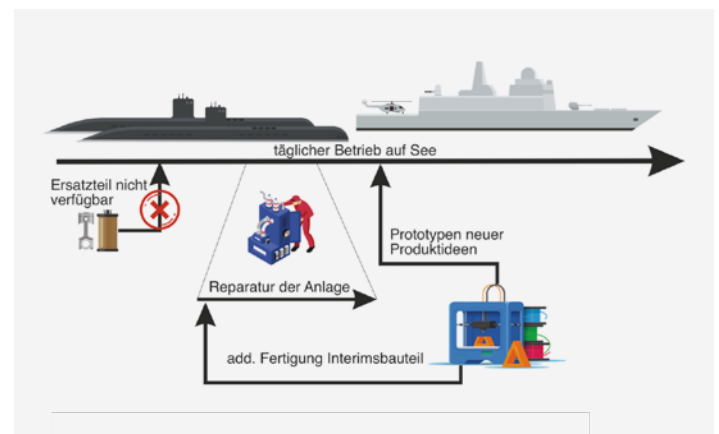 täglicher Betrieb auf See
Ersatzteil nicht
verfügbar
Prototypen neuer
Produktideen
Reparatur der Anlage
add. Fertigung Interimsbauteil